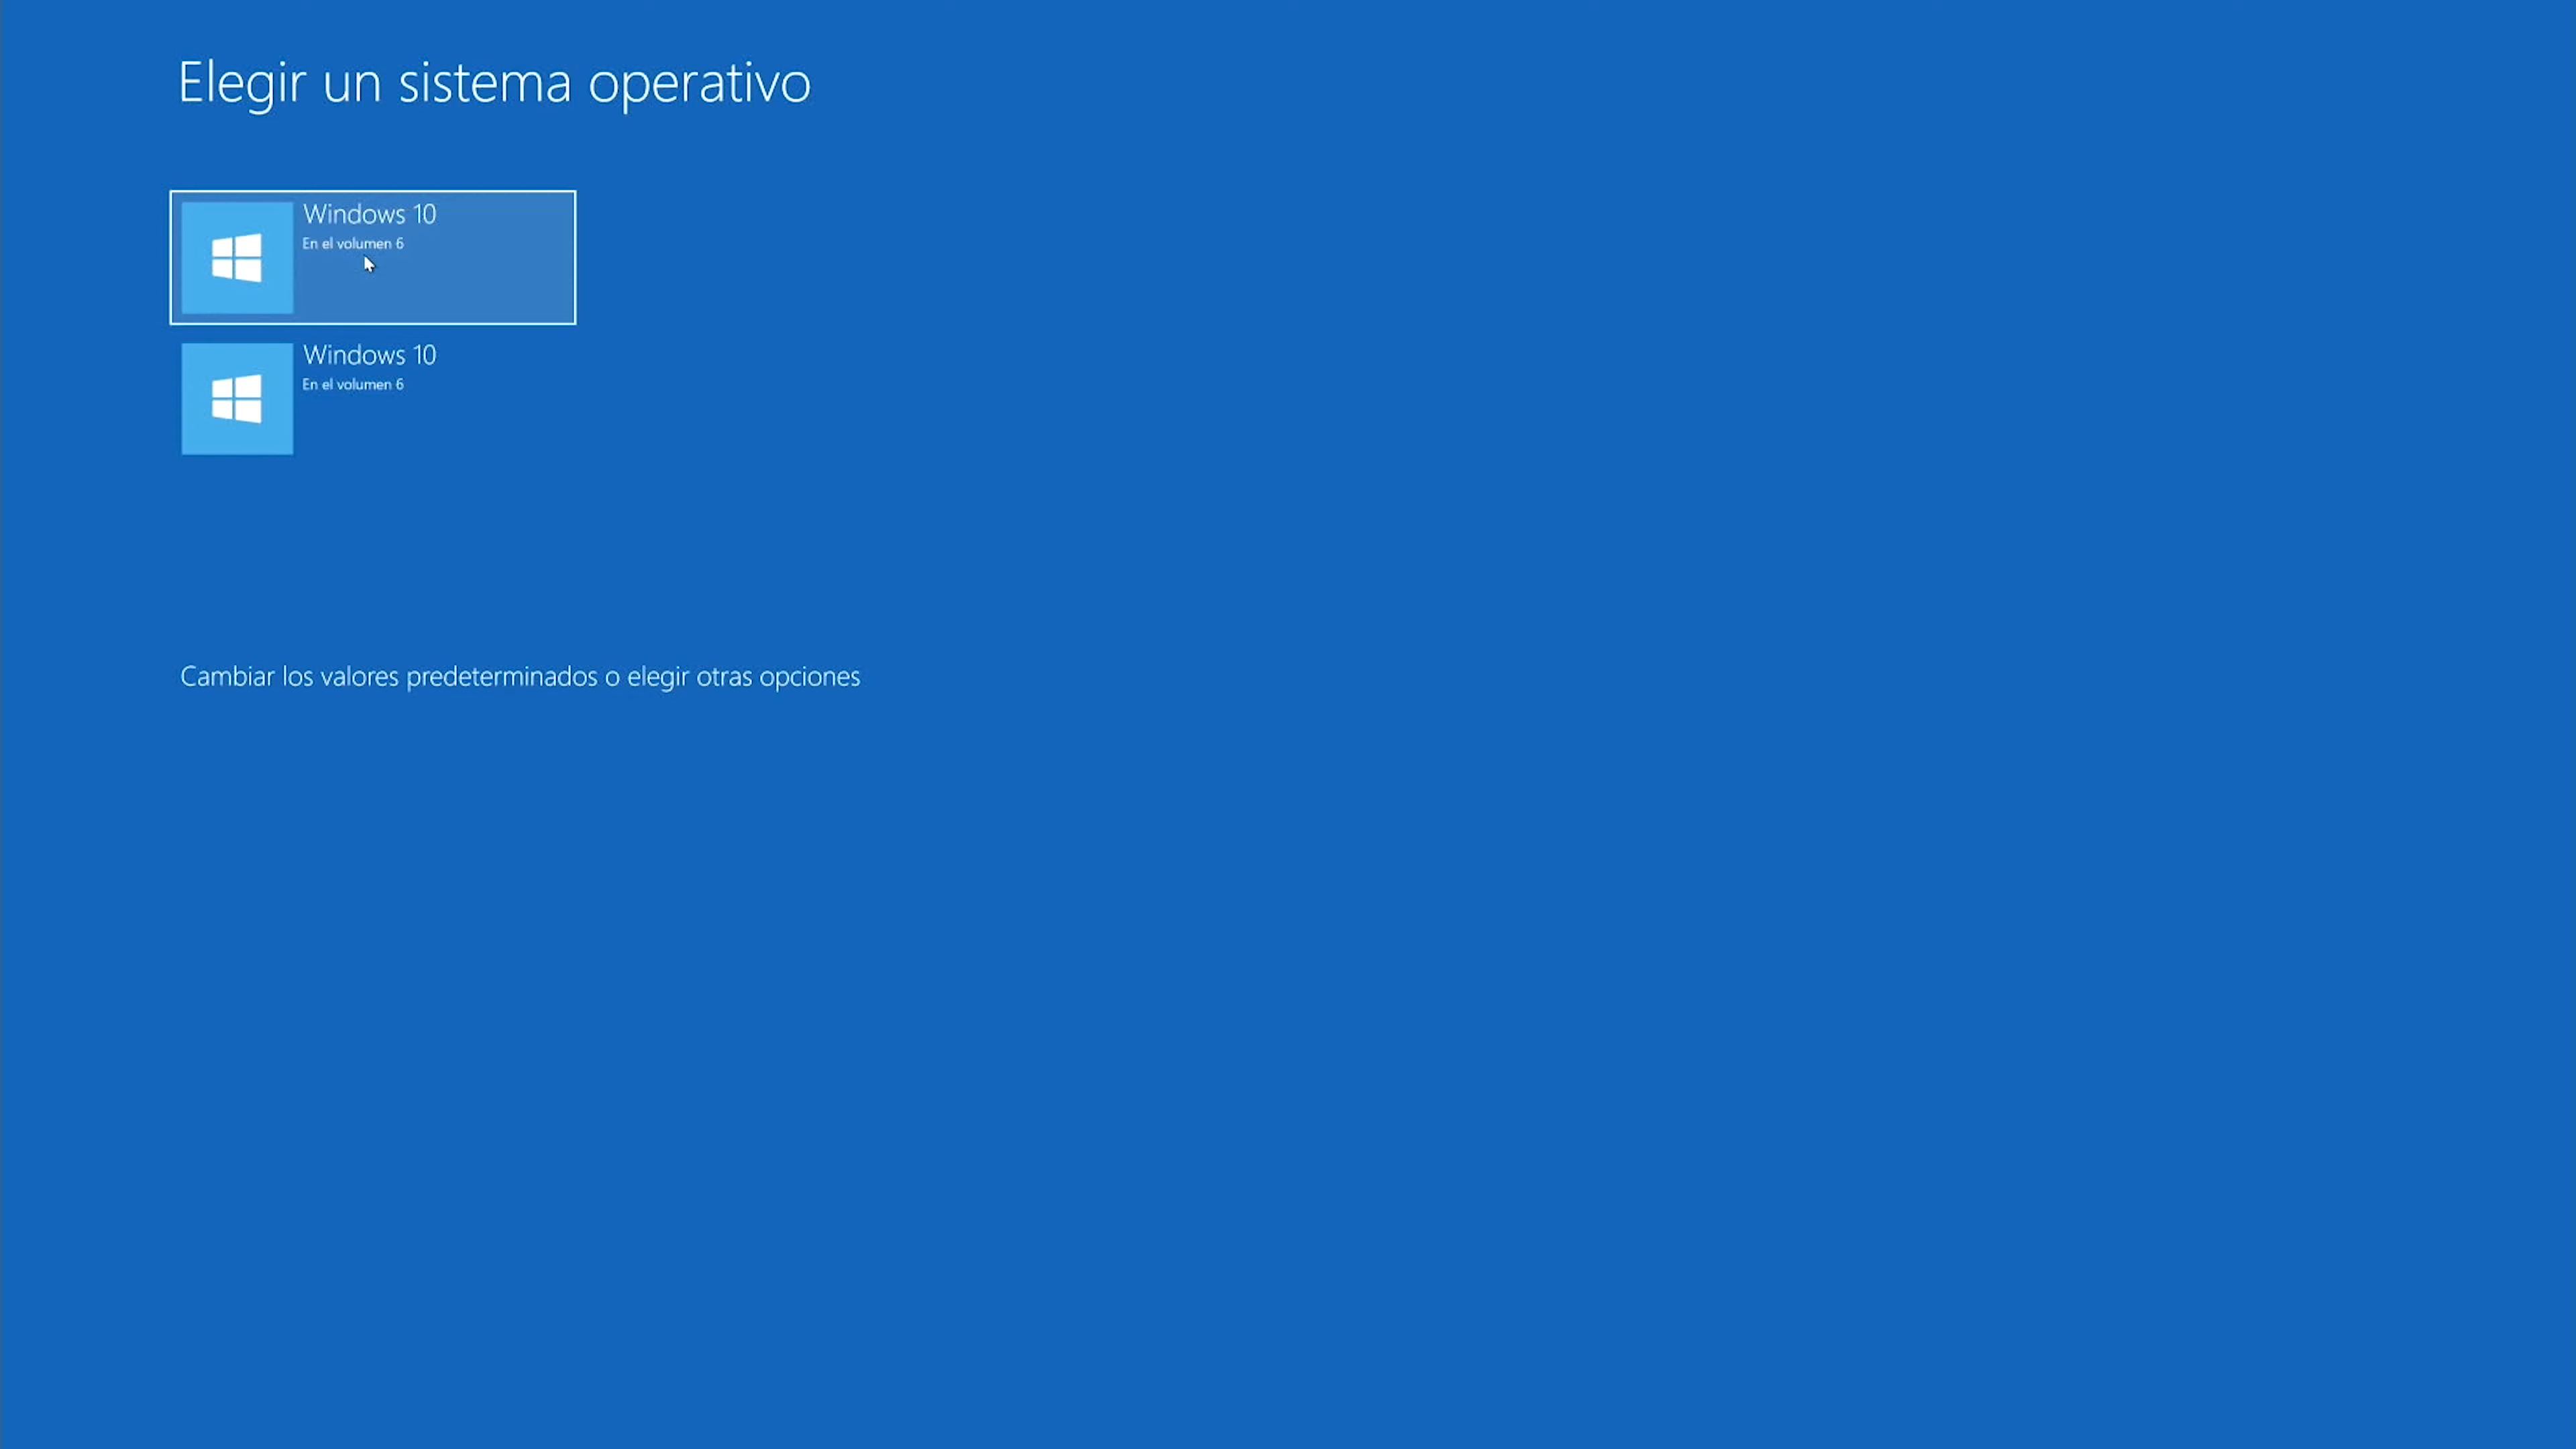 Elegir un sistema operativo
Windows 10
En el volumen 6
Windows 10
En el volumen 6
Cambiar los valores predeterminados o elegir otras opciones